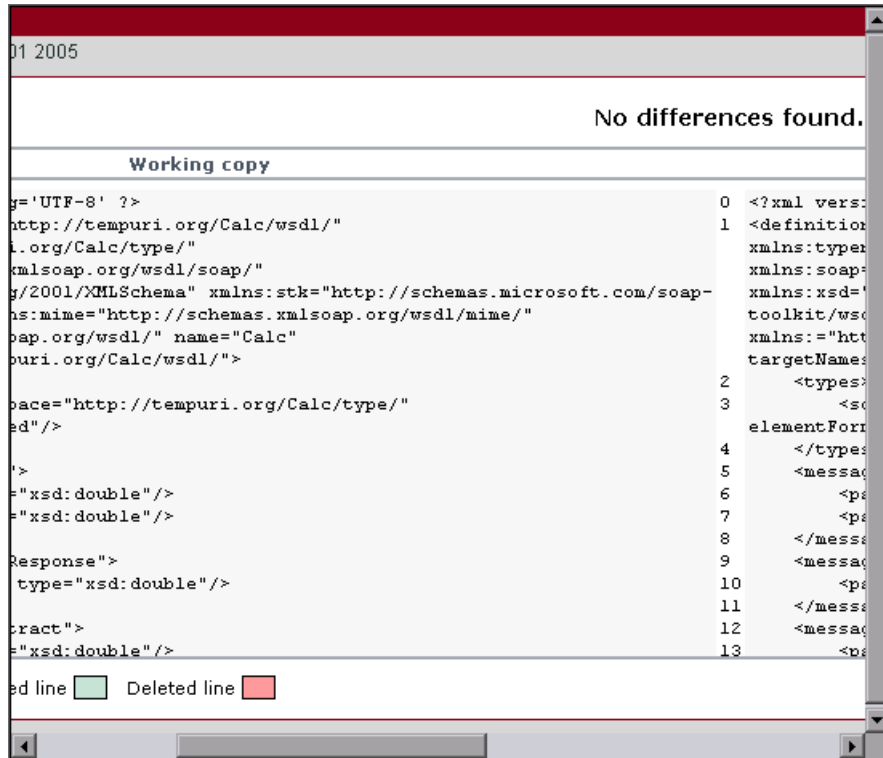 01 2005
No differences found.
Working copy
g='UTF-8' ?>
http://tempuri.org/Calc/wsdl/"
i.org/Calc/type/"
xmlsoap.org/wsdl/soap/"
g/2001/XMLSchema" xmlns:stk="http://schemas.microsoft.com/soap-
ns:mime="http://schemas.xmlsoap.org/wsdl/mime/"
oap.org/wsdl/" name="Calc"
puri.org/Calc/wsdl/">
pace="http://tempuri.org/Calc/type/"
ed"/>
'>
="xsd:double"/>
="xsd:double"/>
Response">
type="xsd:double"/>
tract">
="xsd:double"/>
0 <?xml vers
1 <definition
xmlns:type
xmlns:soap=
xmlns:xsd='
toolkit/wsd
xmlns:="htt
targetNames
2 <types>
3 <sc
elementForm
4 </types
5 <messag
6 <pa
7 <pa
8 </messa
9 <messag
10 <pa
11 </messa
12 <messag
13 <pa
ed line
Deleted line